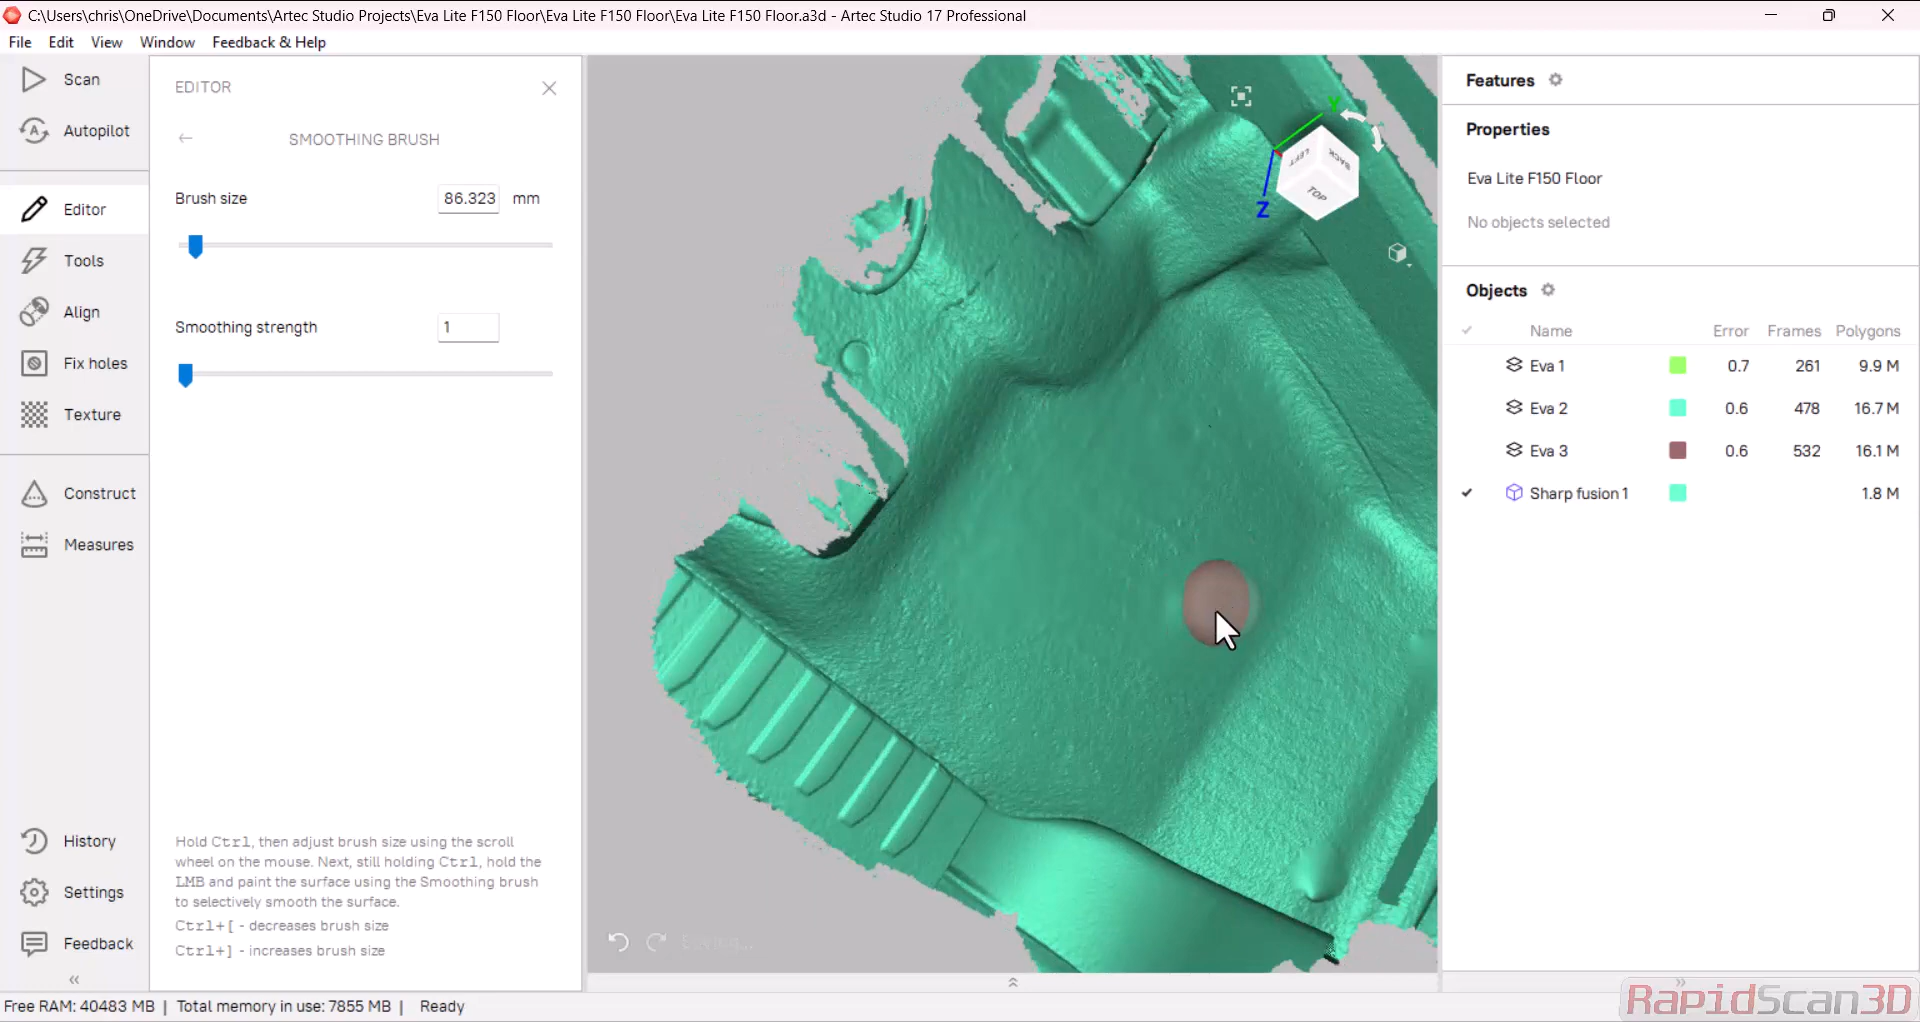 C:\Users\chris\OneDrive\Documents\Artec Studio Projects\Eva Lite F150 Floor\Eva Lite F150 Floor\Eva Lite F150 Floor.a3d - Artec Studio 17 Professional
File Edit View Window Feedback & Help
Scan
Autopilot
Editor
Tools
Align
Fix holes
Texture
Construct
Measures
History
Settings
Feedback
EDITOR
SMOOTHING BRUSH
Brush size 86.323 mm
Smoothing strength 1
Hold Ctrl, then adjust brush size using the scroll
wheel on the mouse. Next, still holding Ctrl, hold the
LMB and paint the surface using the Smoothing brush
to selectively smooth the surface.
Ctrl+[ - decreases brush size
Ctrl+] - increases brush size
Y
LEFT BACK
TOP
Z
Features
Properties
Eva Lite F150 Floor
No objects selected
Objects
Name Error Frames Polygons
Eva 1 0.7 261 9.9 M
Eva 2 0.6 478 16.7 M
Eva 3 0.6 532 16.1 M
Sharp fusion 1 1.8 M
Free RAM: 40483 MB | Total memory in use: 7855 MB | Ready
RapidScan3D